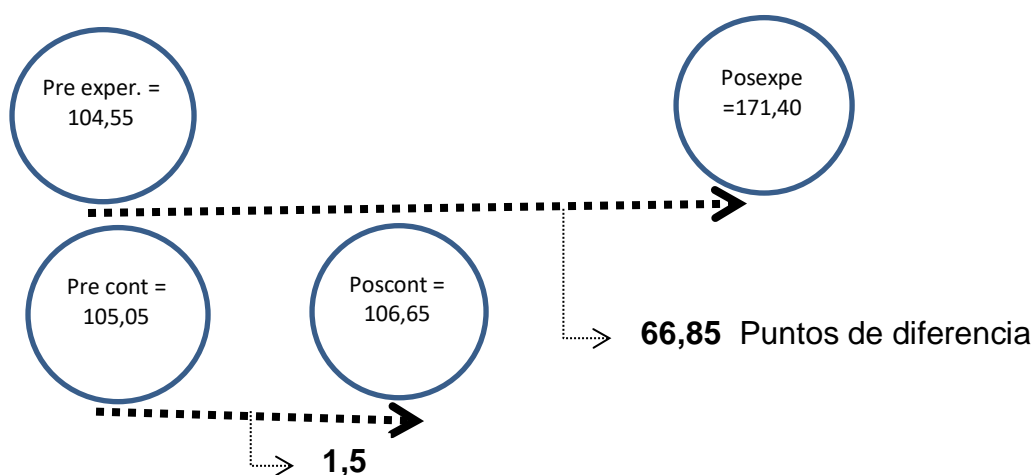 Pre exper. =
104,55
Posexpe
=171,40
Pre cont =
105,05
Poscont =
106,65
66,85 Puntos de diferencia
1,5